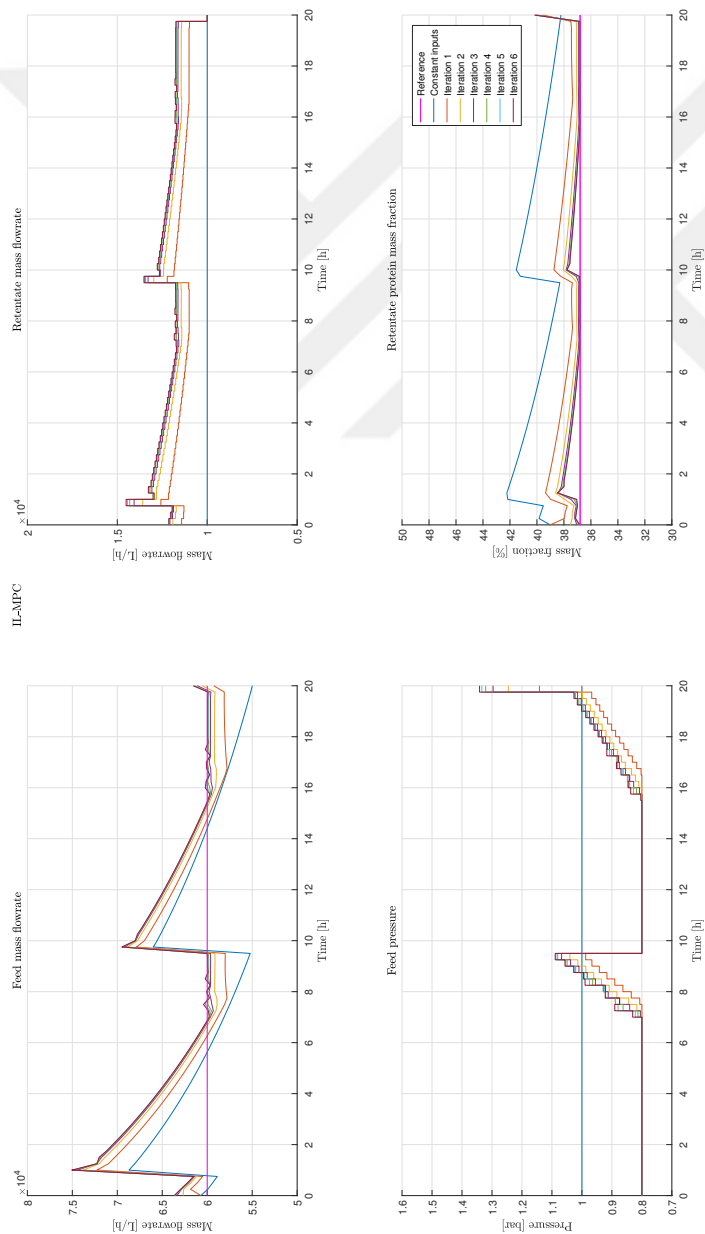 IL-MPC
Feed mass flowrate
×10⁴
8
7.5
7
6.5
6
5.5
5
0 2 4 6 8 10 12 14 16 18 20
Mass flowrate [L/h]
Time [h]
Retentate mass flowrate
×10⁴
2
1.5
1
0.5
0 2 4 6 8 10 12 14 16 18 20
Mass flowrate [L/h]
Time [h]
Feed pressure
1.6
1.5
1.4
1.3
1.2
1.1
1
0.9
0.8
0.7
0 2 4 6 8 10 12 14 16 18 20
Pressure [bar]
Time [h]
Retentate protein mass fraction
50
48
46
44
42
40
38
36
34
32
30
0 2 4 6 8 10 12 14 16 18 20
Mass fraction [%]
Time [h]
Reference
Constant inputs
Iteration 1
Iteration 2
Iteration 3
Iteration 4
Iteration 5
Iteration 6